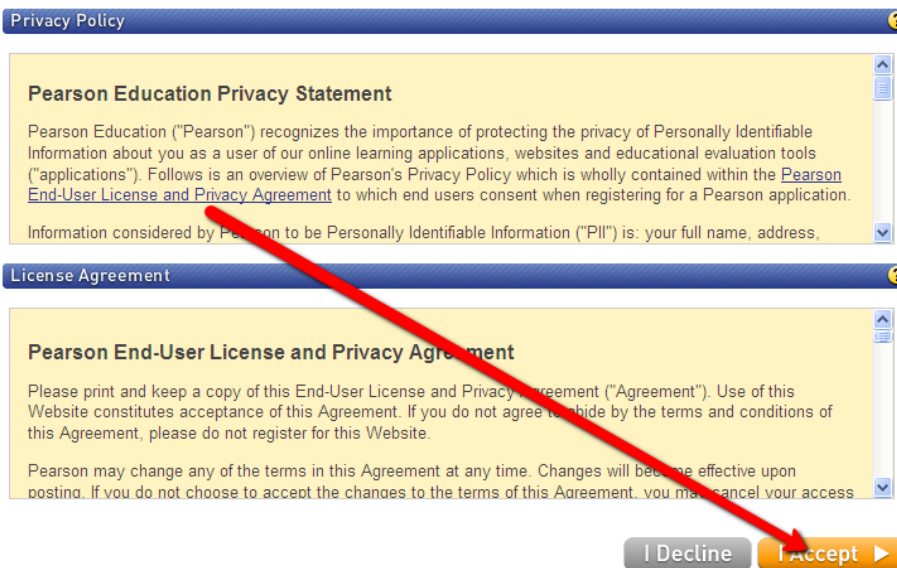 Privacy Policy
Pearson Education Privacy Statement
Pearson Education ("Pearson") recognizes the importance of protecting the privacy of Personally Identifiable
Information about you as a user of our online learning applications, websites and educational evaluation tools
("applications"). Follows is an overview of Pearson's Privacy Policy which is wholly contained within the Pearson
End-User License and Privacy Agreement to which end users consent when registering for a Pearson application.
Information considered by Pearson to be Personally Identifiable Information ("PII") is: your full name, address,
License Agreement
Pearson End-User License and Privacy Agreement
Please print and keep a copy of this End-User License and Privacy Agreement ("Agreement"). Use of this
Website constitutes acceptance of this Agreement. If you do not agree to abide by the terms and conditions of
this Agreement, please do not register for this Website.
Pearson may change any of the terms in this Agreement at any time. Changes will become effective upon
posting. If you do not choose to accept the changes to the terms of this Agreement, you may cancel your access
I Decline
I Accept